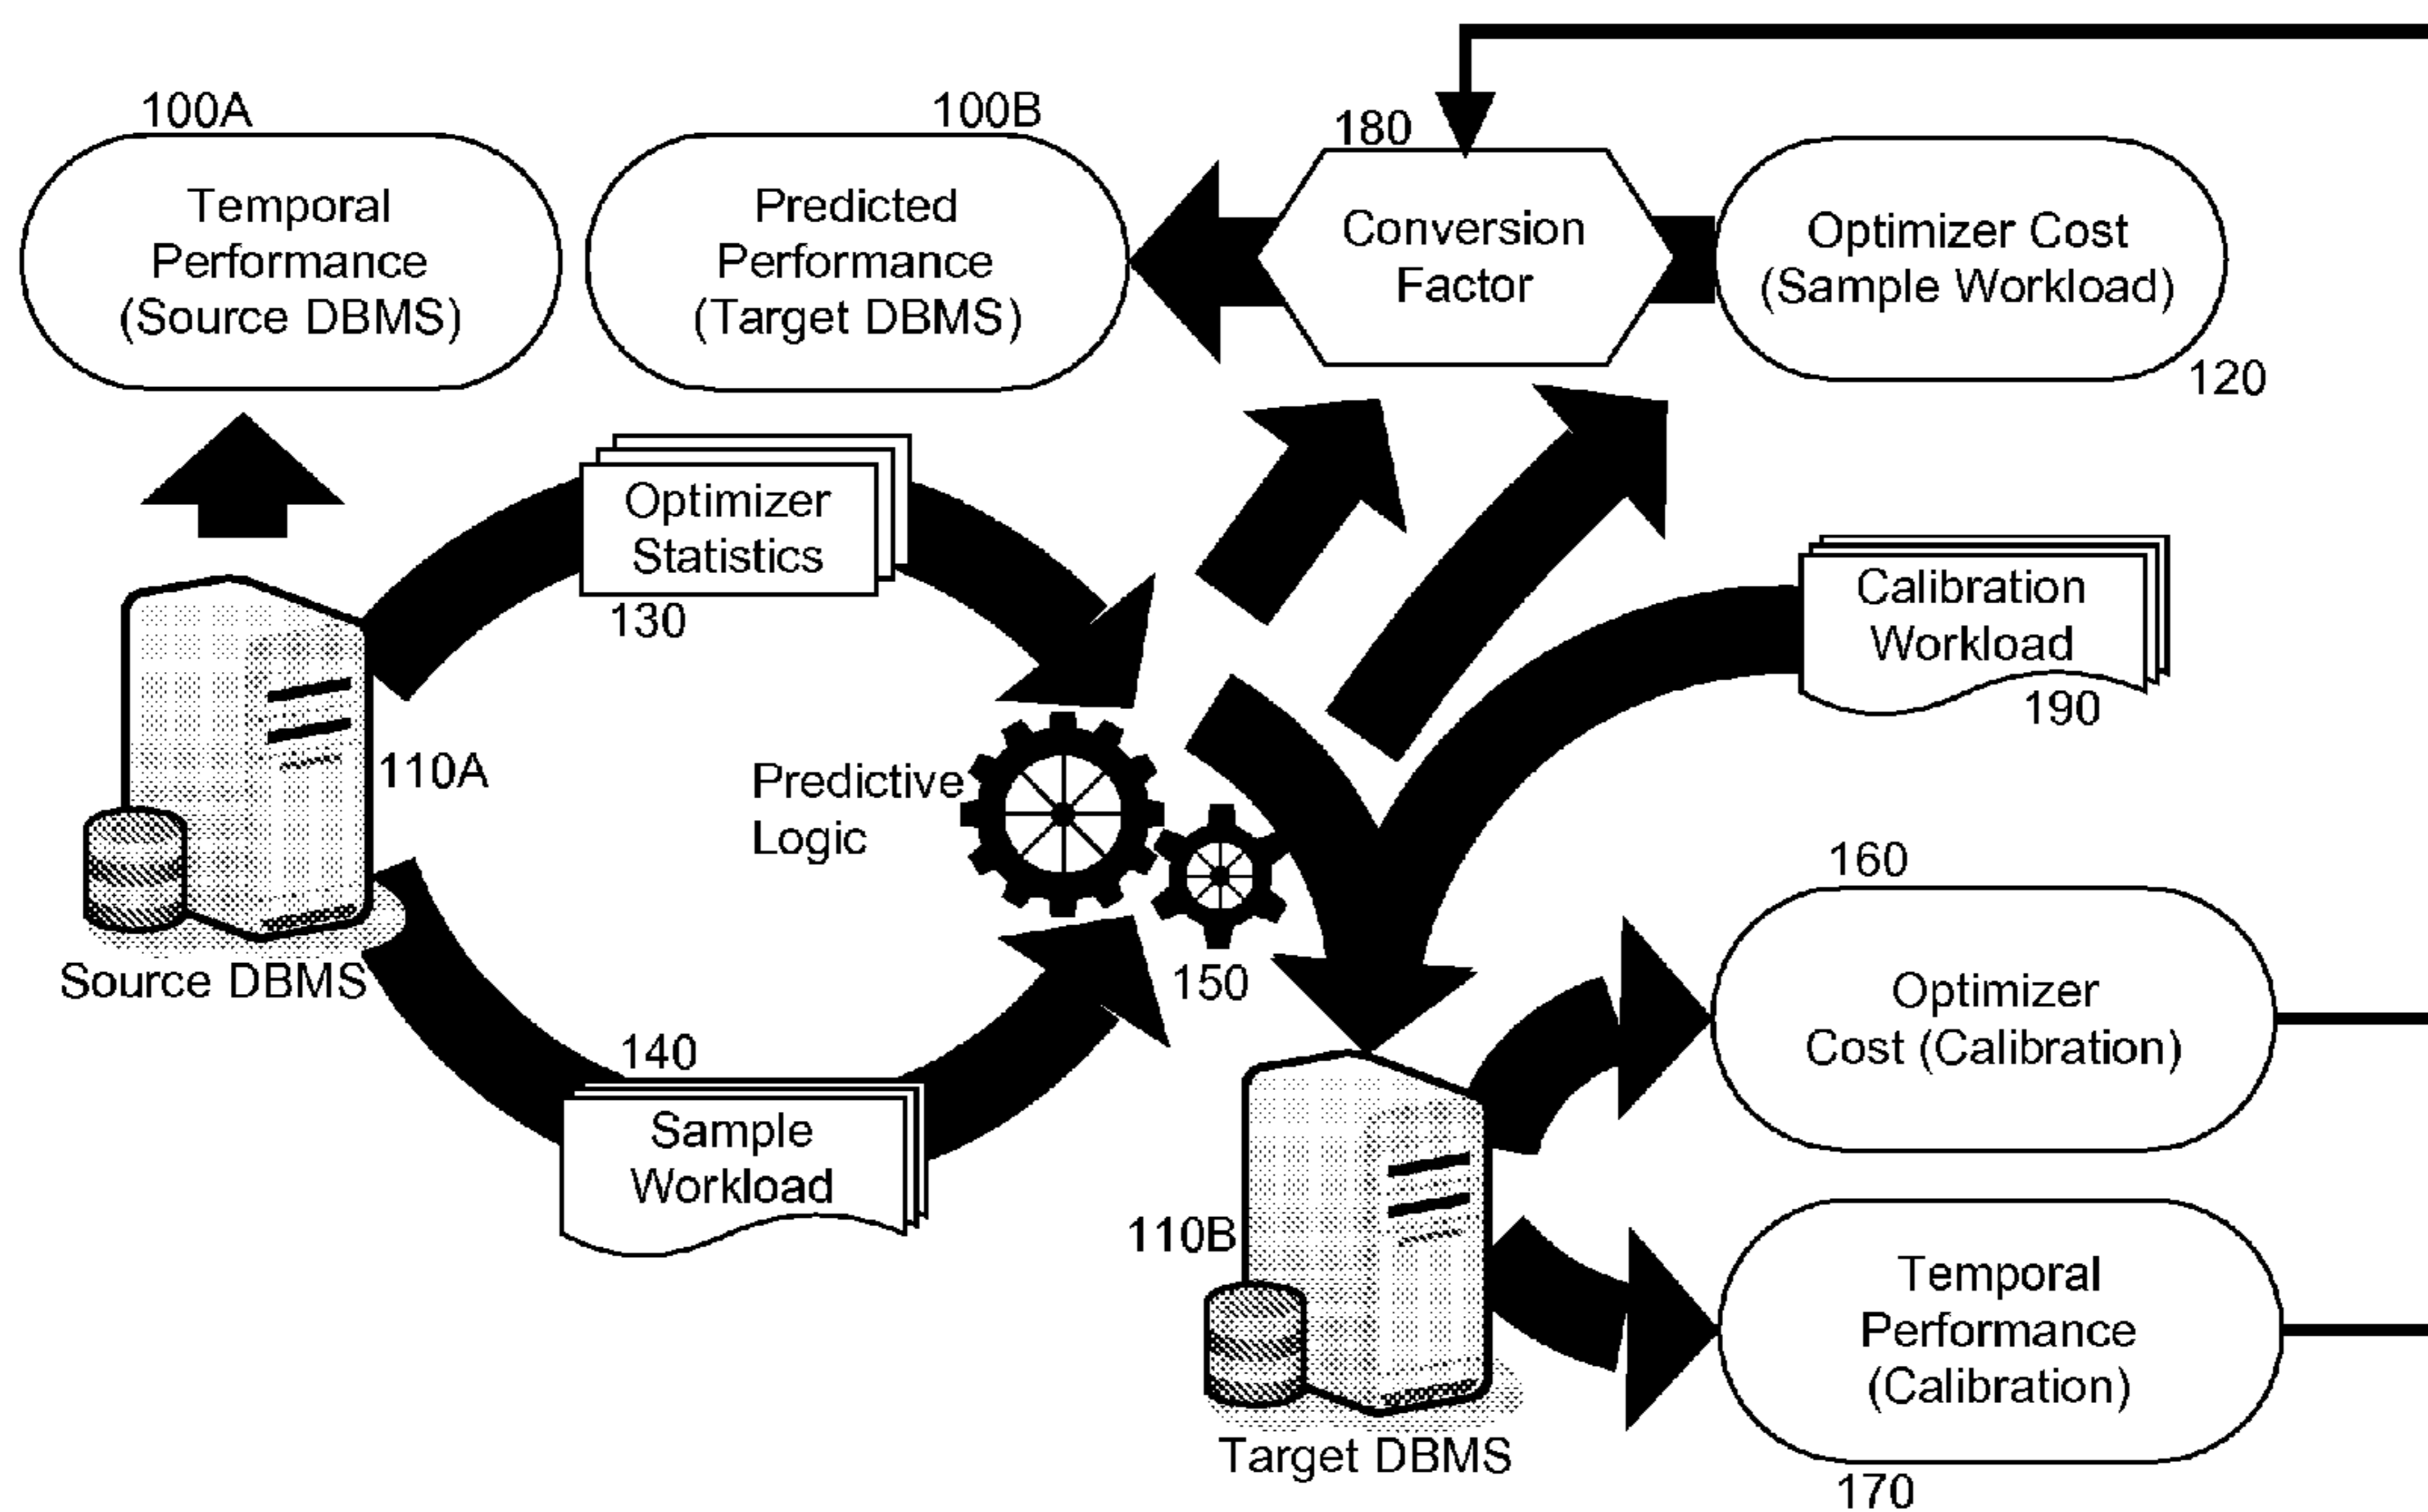 100A
Temporal
Performance
(Source DBMS)
100B
Predicted
Performance
(Target DBMS)
180
Conversion
Factor
Optimizer Cost
(Sample Workload)
120
Optimizer
Statistics
130
Calibration
Workload
190
110A
Source DBMS
Predictive
Logic
150
140
Sample
Workload
160
Optimizer
Cost (Calibration)
110B
Target DBMS
Temporal
Performance
(Calibration)
170